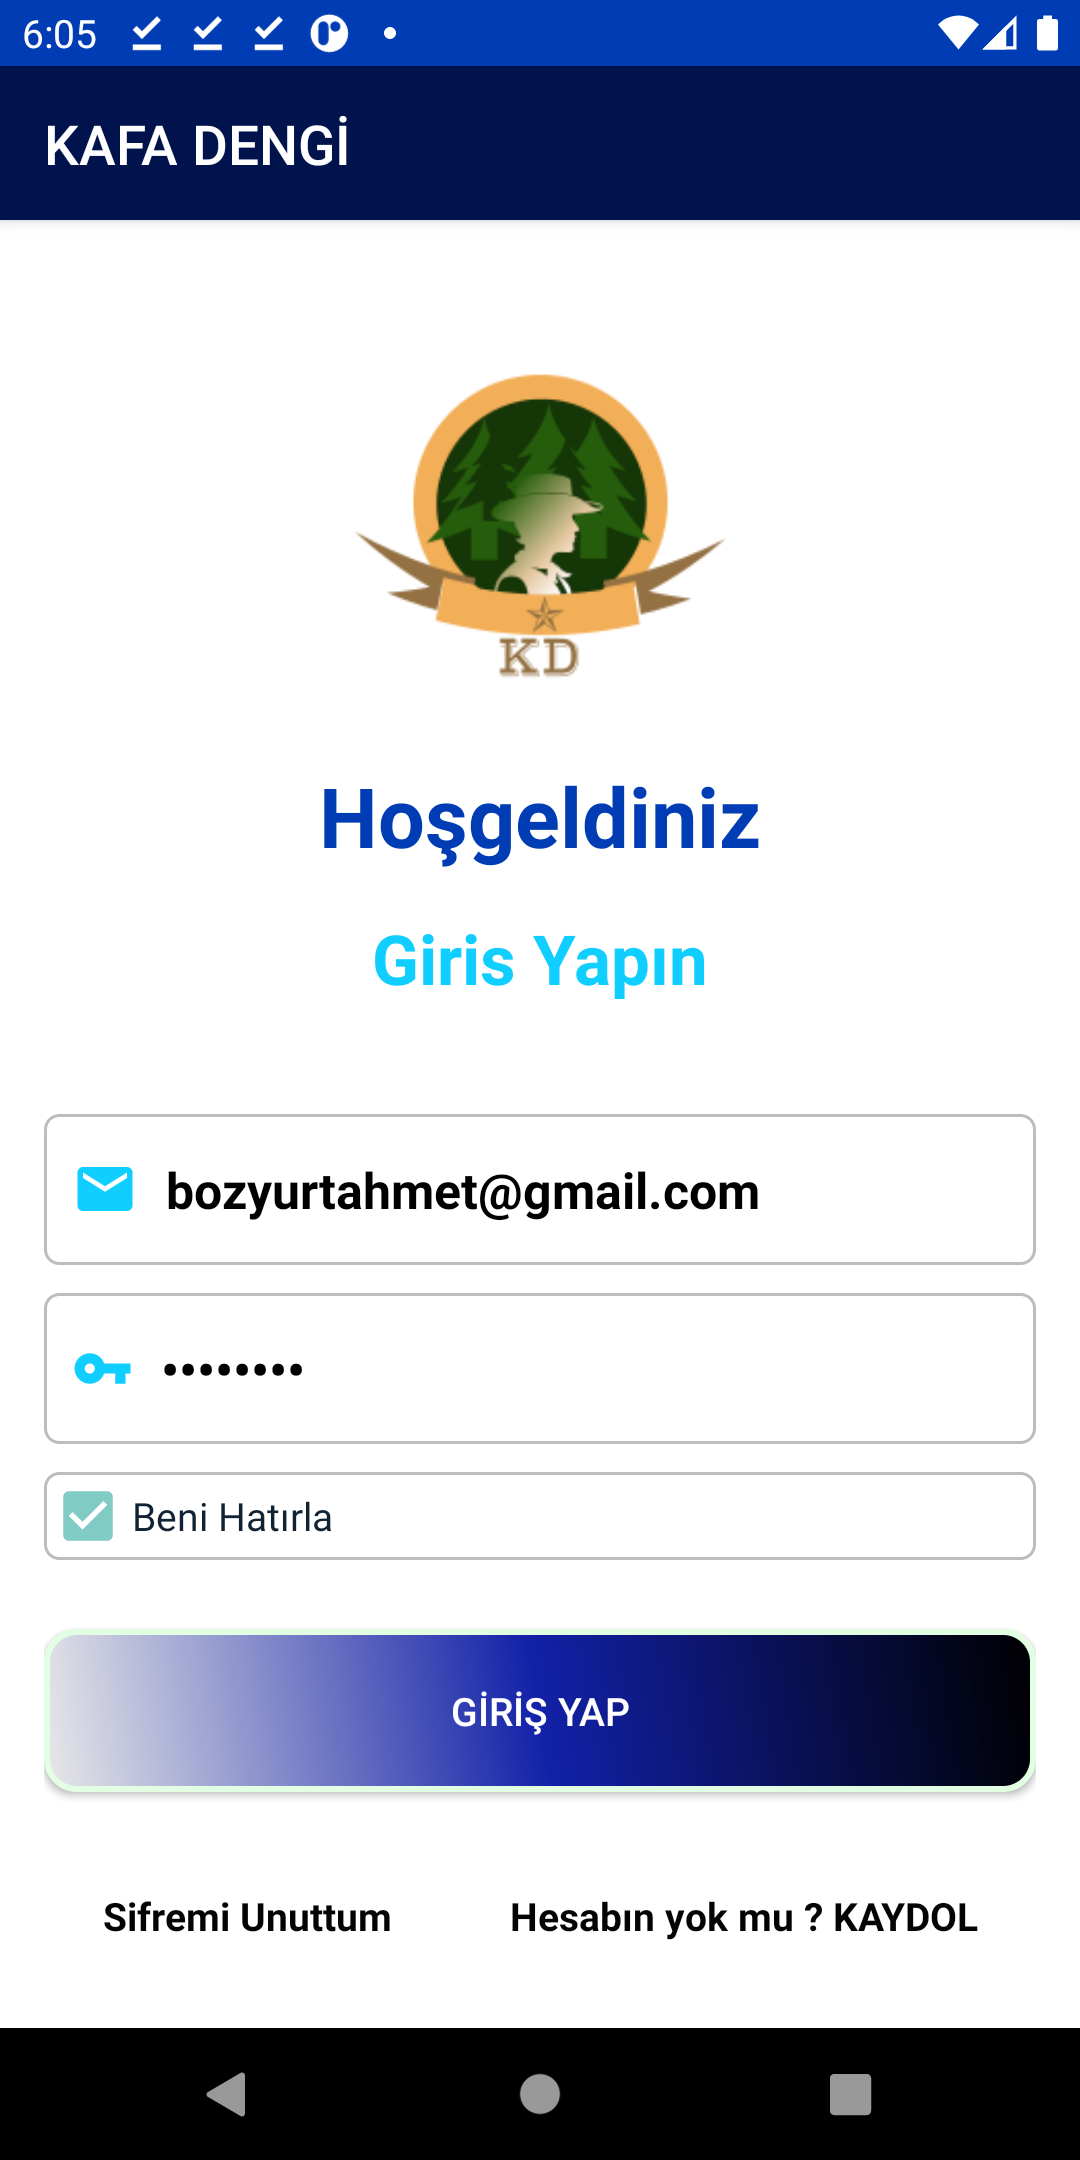 6:05
KAFA DENGİ
KD
Hoşgeldiniz
Giris Yapın
bozyurtahmet@gmail.com
••••••••
Beni Hatırla
GİRİŞ YAP
Sifremi Unuttum
Hesabın yok mu ? KAYDOL